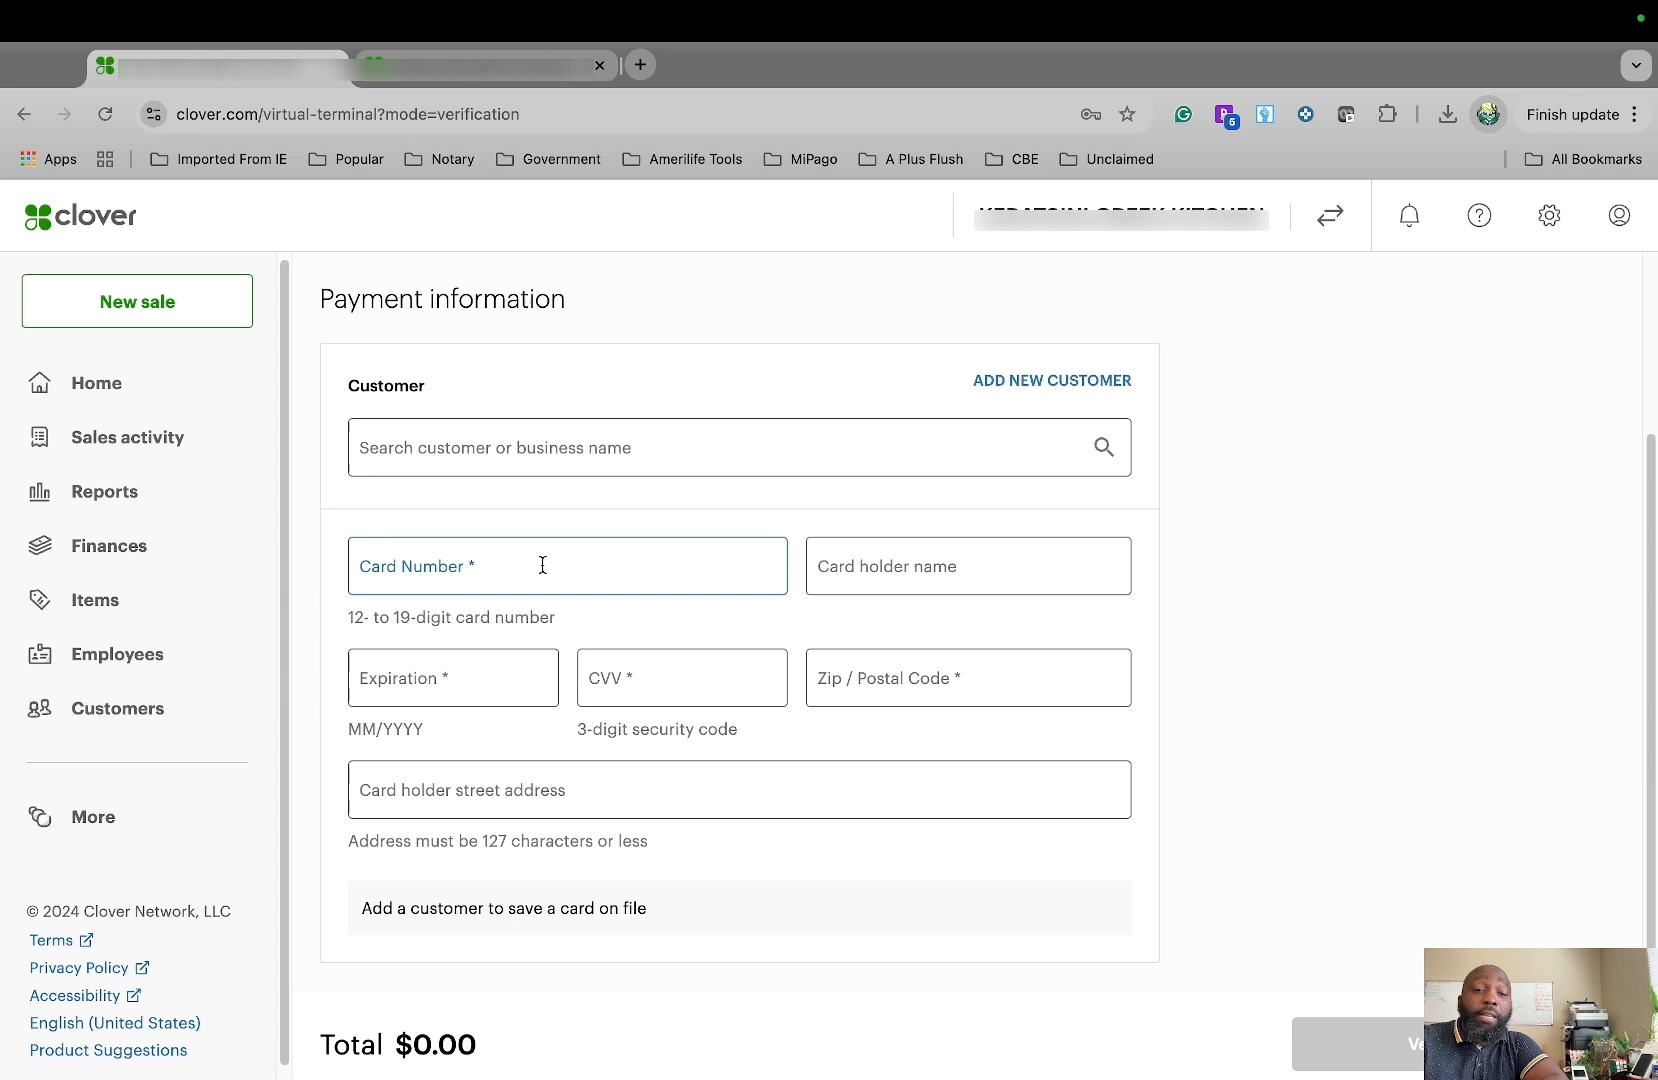 clover.com/virtual-terminal?mode=verification
6
Finish update
Apps
Imported From IE
Popular
Notary
Government
Amerilife Tools
MiPago
A Plus Flush
CBE
Unclaimed
All Bookmarks
clover
New sale
Home
Sales activity
Reports
Finances
Items
Employees
Customers
More
© 2024 Clover Network, LLC
Terms
Privacy Policy
Accessibility
English (United States)
Product Suggestions
Payment information
Customer
ADD NEW CUSTOMER
Search customer or business name
Card Number *
Card holder name
12- to 19-digit card number
Expiration *
CVV *
Zip / Postal Code *
MM/YYYY
3-digit security code
Card holder street address
Address must be 127 characters or less
Add a customer to save a card on file
Total $0.00